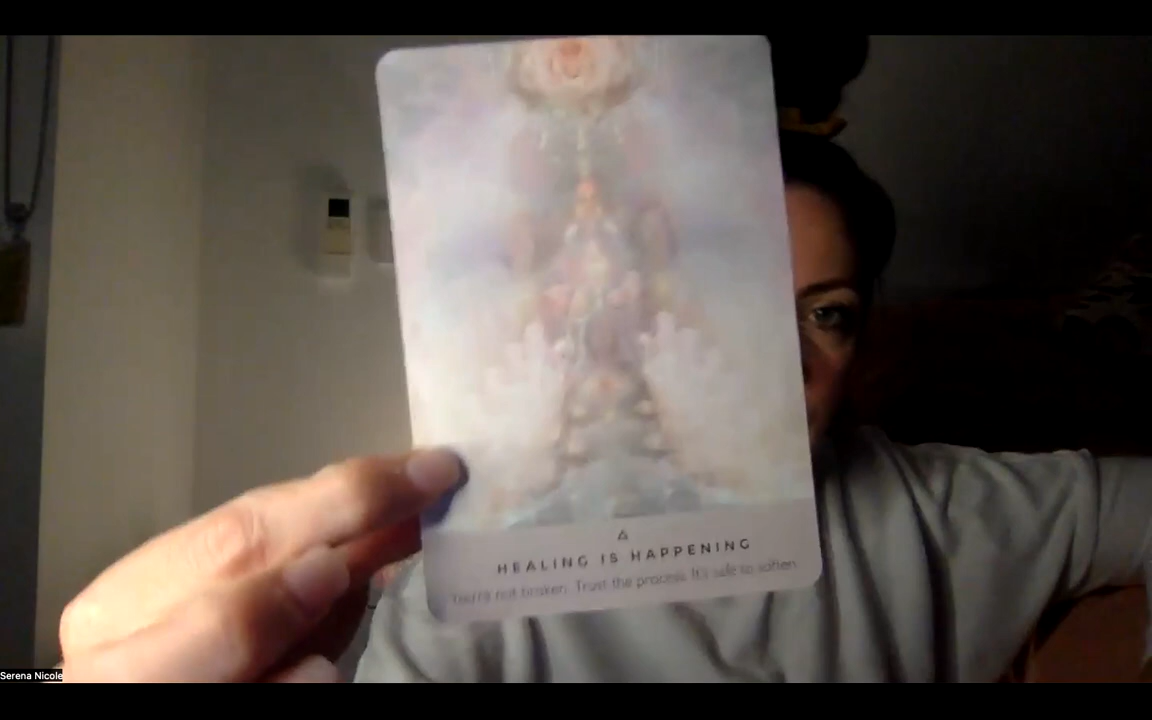 HEALING IS HAPPENING
You're not broken. Trust the process. It's safe to soften.
Serena Nicole